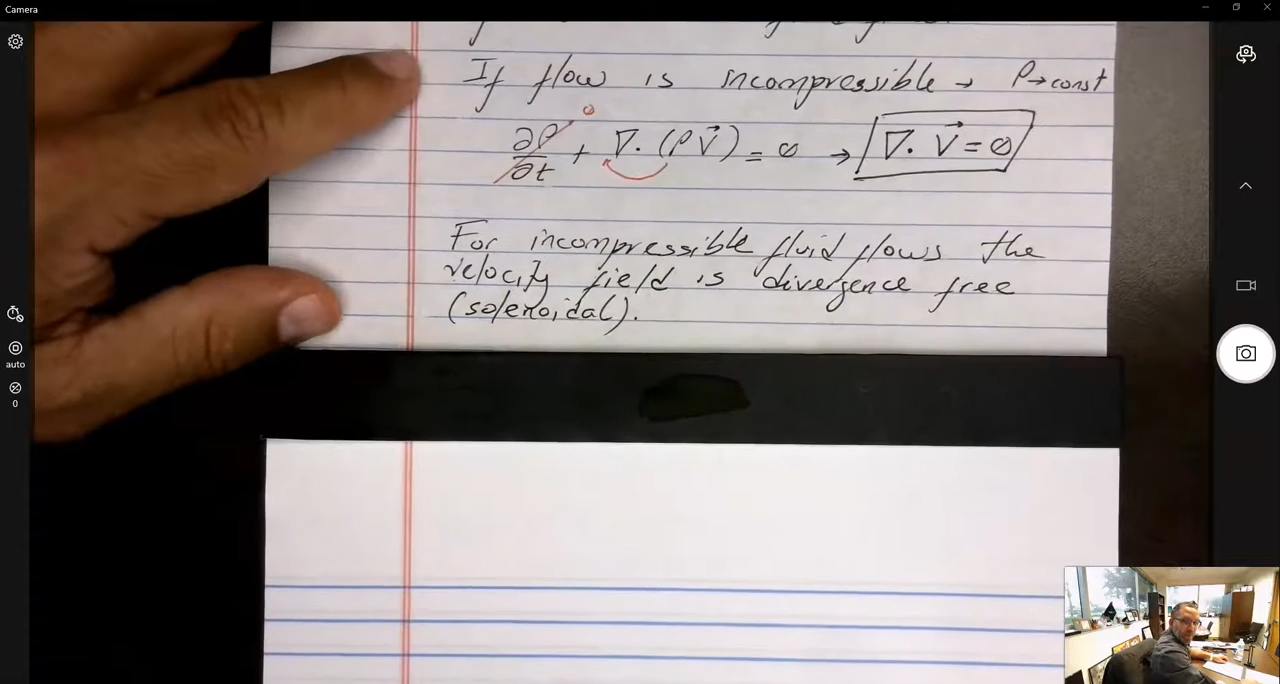 Camera
If flow is incompressible → ρ→const
∂ρ/∂t + ∇·(ρV⃗) = 0 → ∇·V⃗ = 0
0
For incompressible fluid flows the
velocity field is divergence free
(solenoidal).
auto
0